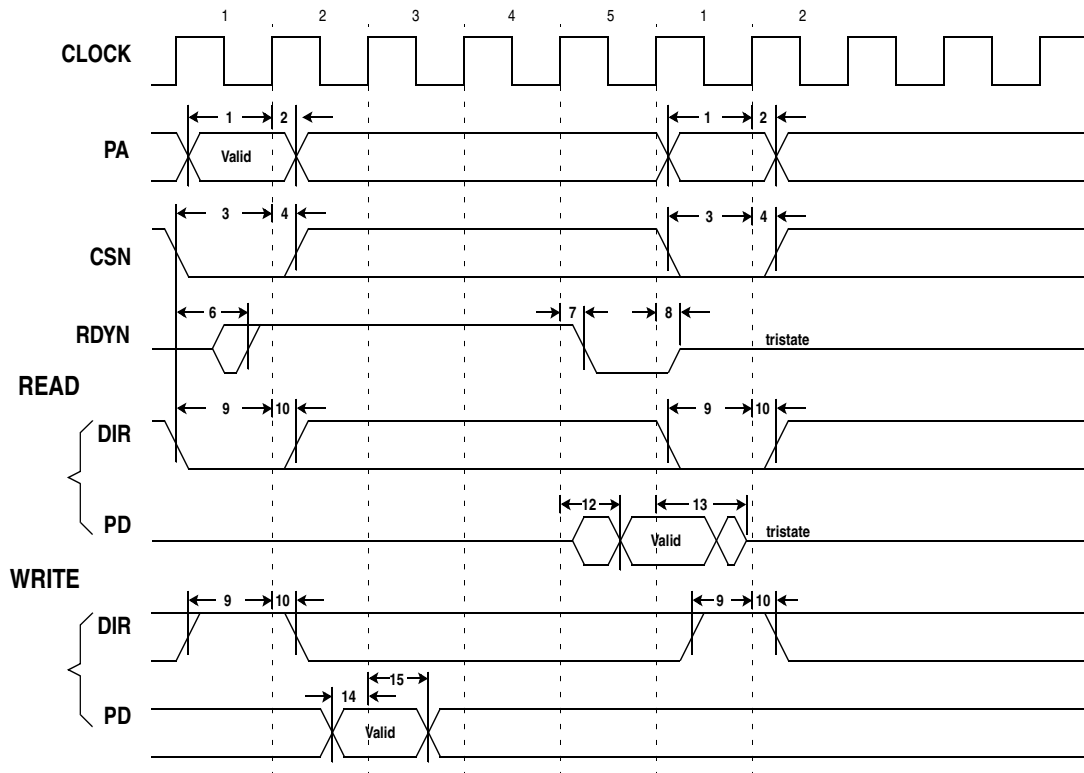 1 2 3 4 5 1 2
CLOCK
1 2 1 2
PA Valid
3 4 3 4
CSN
6 7 8
RDYN tristate
READ
9 10 9 10
DIR
12 13
PD Valid tristate
WRITE
9 10 9 10
DIR
15
14
PD Valid